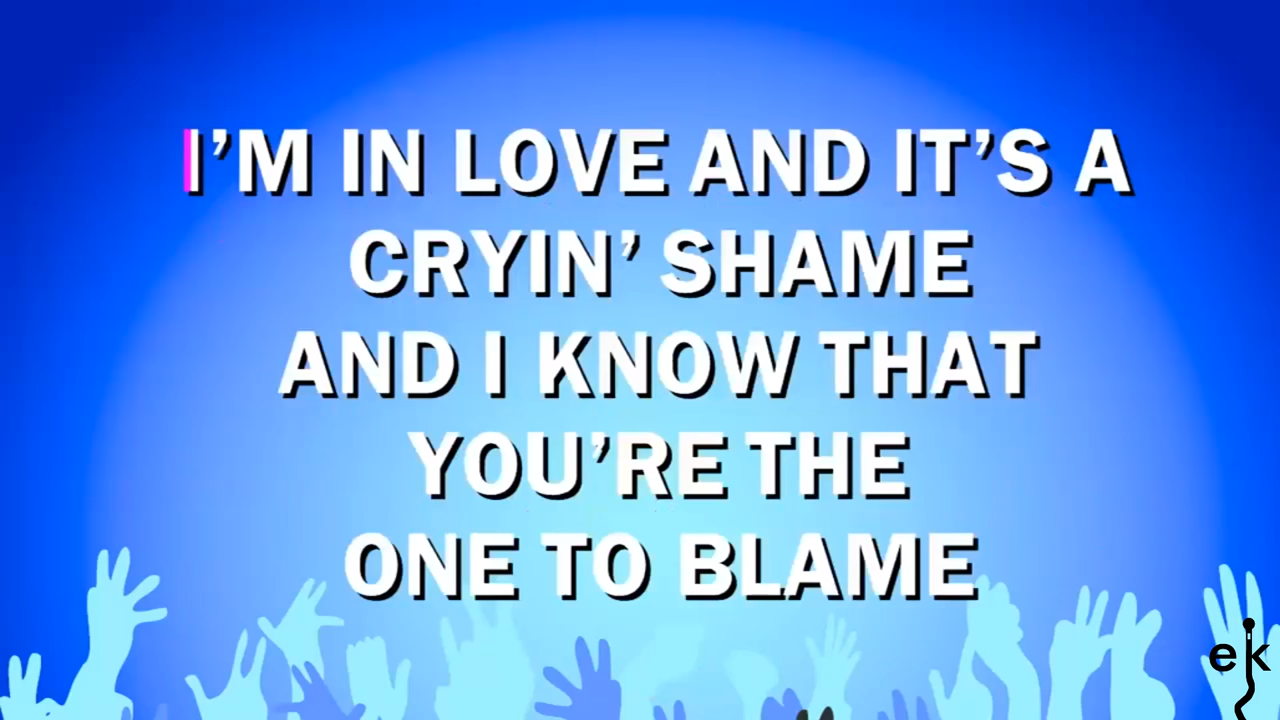 I’M IN LOVE AND IT’S A
CRYIN’ SHAME
AND I KNOW THAT
YOU’RE THE
ONE TO BLAME
ek